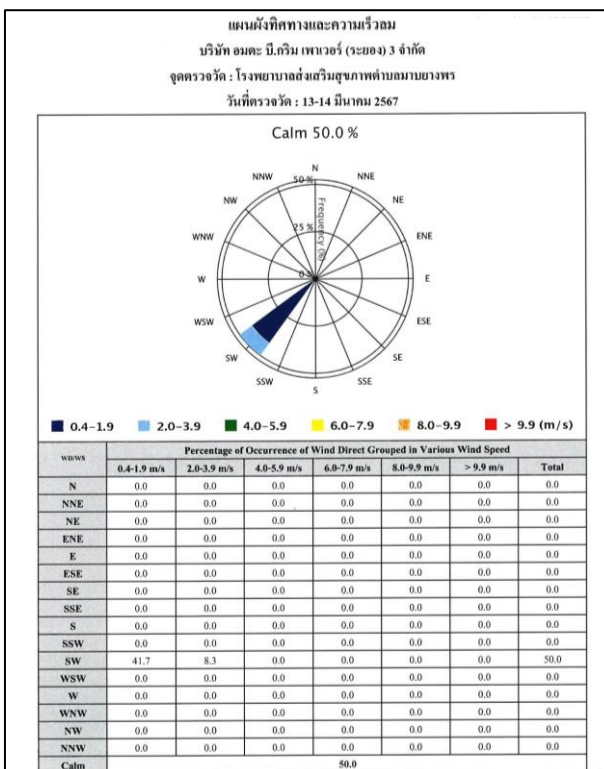 แผนผังทิศทางและความเร็วลม
บริษัท อมตะ บี.กริม เพาเวอร์ (ระยอง) 3 จำกัด
จุดตรวจวัด : โรงพยาบาลส่งเสริมสุขภาพตำบลมาบยางพร
วันที่ตรวจวัด : 13-14 มีนาคม 2567
Calm 50.0 %
N
NNW 50 % NNE
NW NE
25 % Frequency (%)
WNW ENE
W 0 % E
WSW ESE
SW SE
SSW SSE
S
0.4-1.9 2.0-3.9 4.0-5.9 6.0-7.9 8.0-9.9 > 9.9 (m/s)
WD/WS Percentage of Occurrence of Wind Direct Grouped in Various Wind Speed
0.4-1.9 m/s 2.0-3.9 m/s 4.0-5.9 m/s 6.0-7.9 m/s 8.0-9.9 m/s > 9.9 m/s Total
N 0.0 0.0 0.0 0.0 0.0 0.0 0.0
NNE 0.0 0.0 0.0 0.0 0.0 0.0 0.0
NE 0.0 0.0 0.0 0.0 0.0 0.0 0.0
ENE 0.0 0.0 0.0 0.0 0.0 0.0 0.0
E 0.0 0.0 0.0 0.0 0.0 0.0 0.0
ESE 0.0 0.0 0.0 0.0 0.0 0.0 0.0
SE 0.0 0.0 0.0 0.0 0.0 0.0 0.0
SSE 0.0 0.0 0.0 0.0 0.0 0.0 0.0
S 0.0 0.0 0.0 0.0 0.0 0.0 0.0
SSW 0.0 0.0 0.0 0.0 0.0 0.0 0.0
SW 41.7 8.3 0.0 0.0 0.0 0.0 50.0
WSW 0.0 0.0 0.0 0.0 0.0 0.0 0.0
W 0.0 0.0 0.0 0.0 0.0 0.0 0.0
WNW 0.0 0.0 0.0 0.0 0.0 0.0 0.0
NW 0.0 0.0 0.0 0.0 0.0 0.0 0.0
NNW 0.0 0.0 0.0 0.0 0.0 0.0 0.0
Calm 50.0